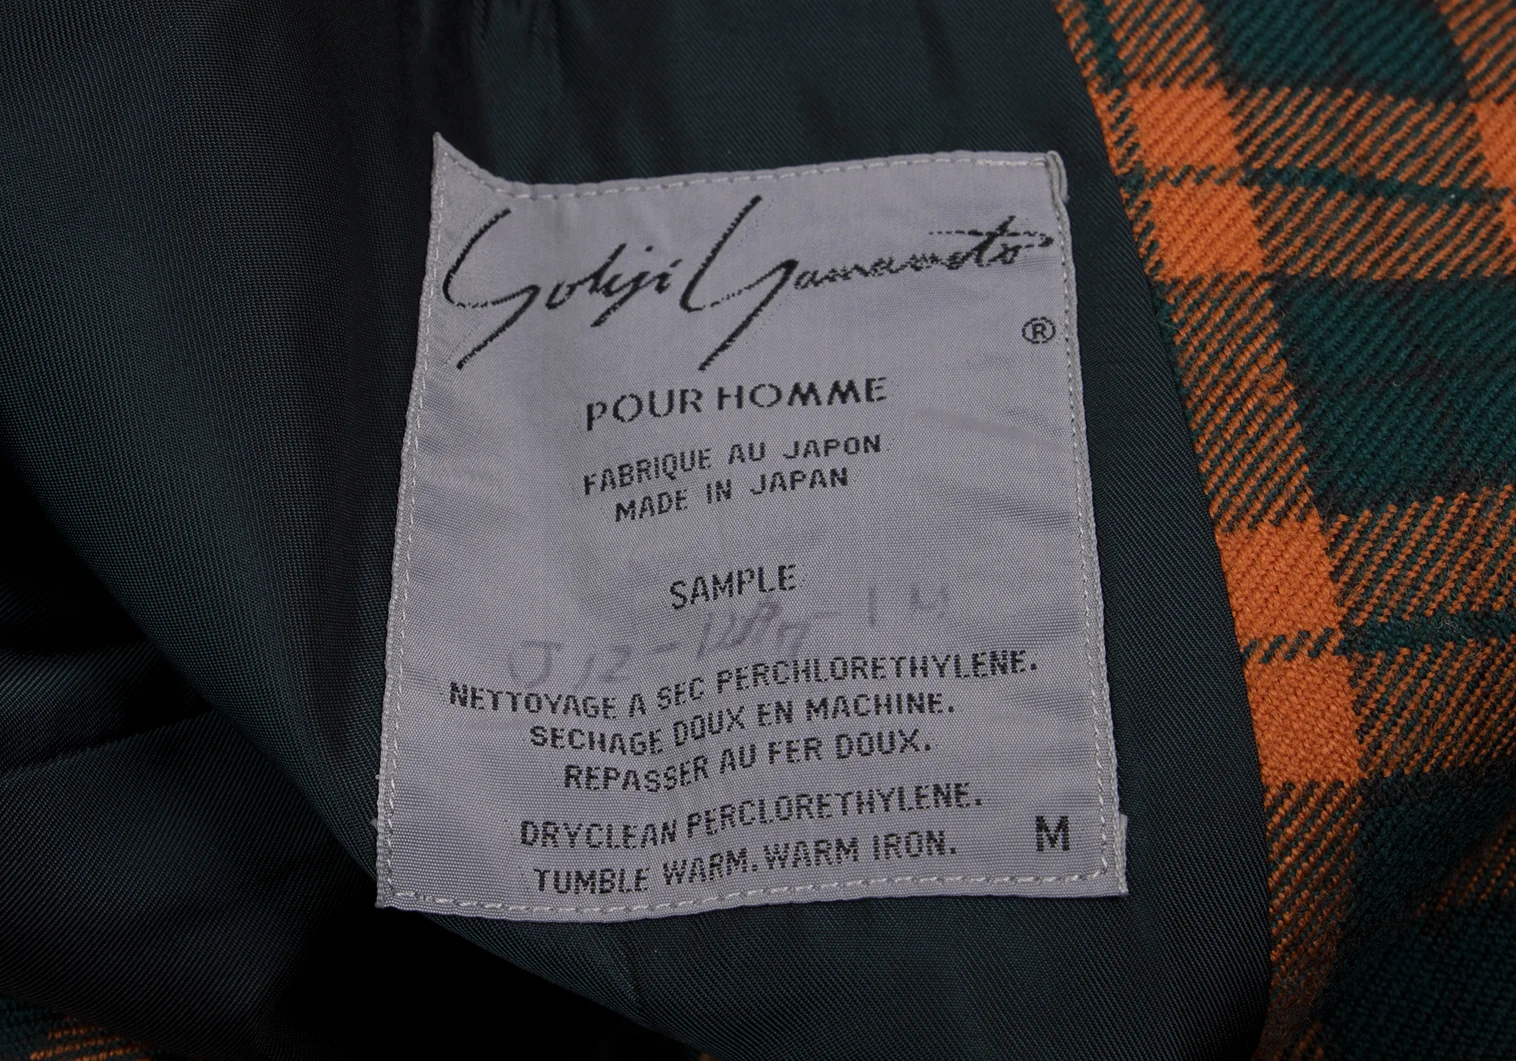 Yohji Yamamoto
®
POUR HOMME
FABRIQUE AU JAPON
MADE IN JAPAN
SAMPLE
NETTOYAGE A SEC PERCHLORETHYLENE.
SECHAGE DOUX EN MACHINE.
REPASSER AU FER DOUX.
DRYCLEAN PERCLORETHYLENE.
TUMBLE WARM. WARM IRON.
M